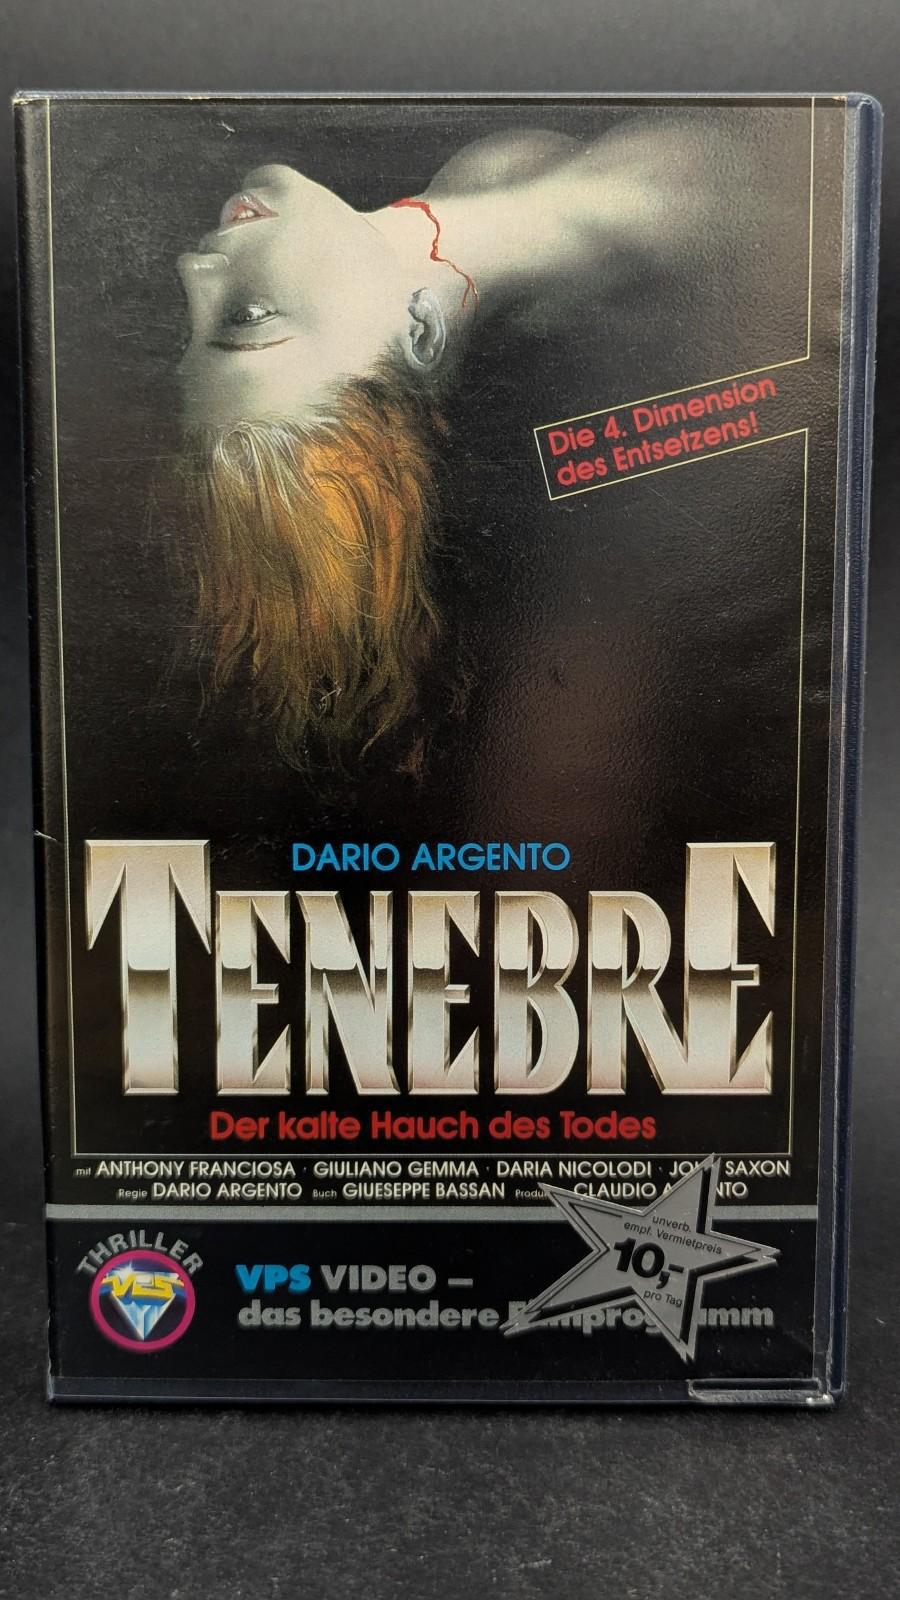 Die 4. Dimension
des Entsetzens!
DARIO ARGENTO
TENEBRE
Der kalte Hauch des Todes
mit ANTHONY FRANCIOSA · GIULIANO GEMMA · DARIA NICOLODI · SAXON
Regie DARIO ARGENTO Buch GIUESEPPE BASSAN CLAUDIO
unverb.
empf. Vermietpreis
10,-
pro Tag
THRILLER
VPS
VPS VIDEO –
das besondere